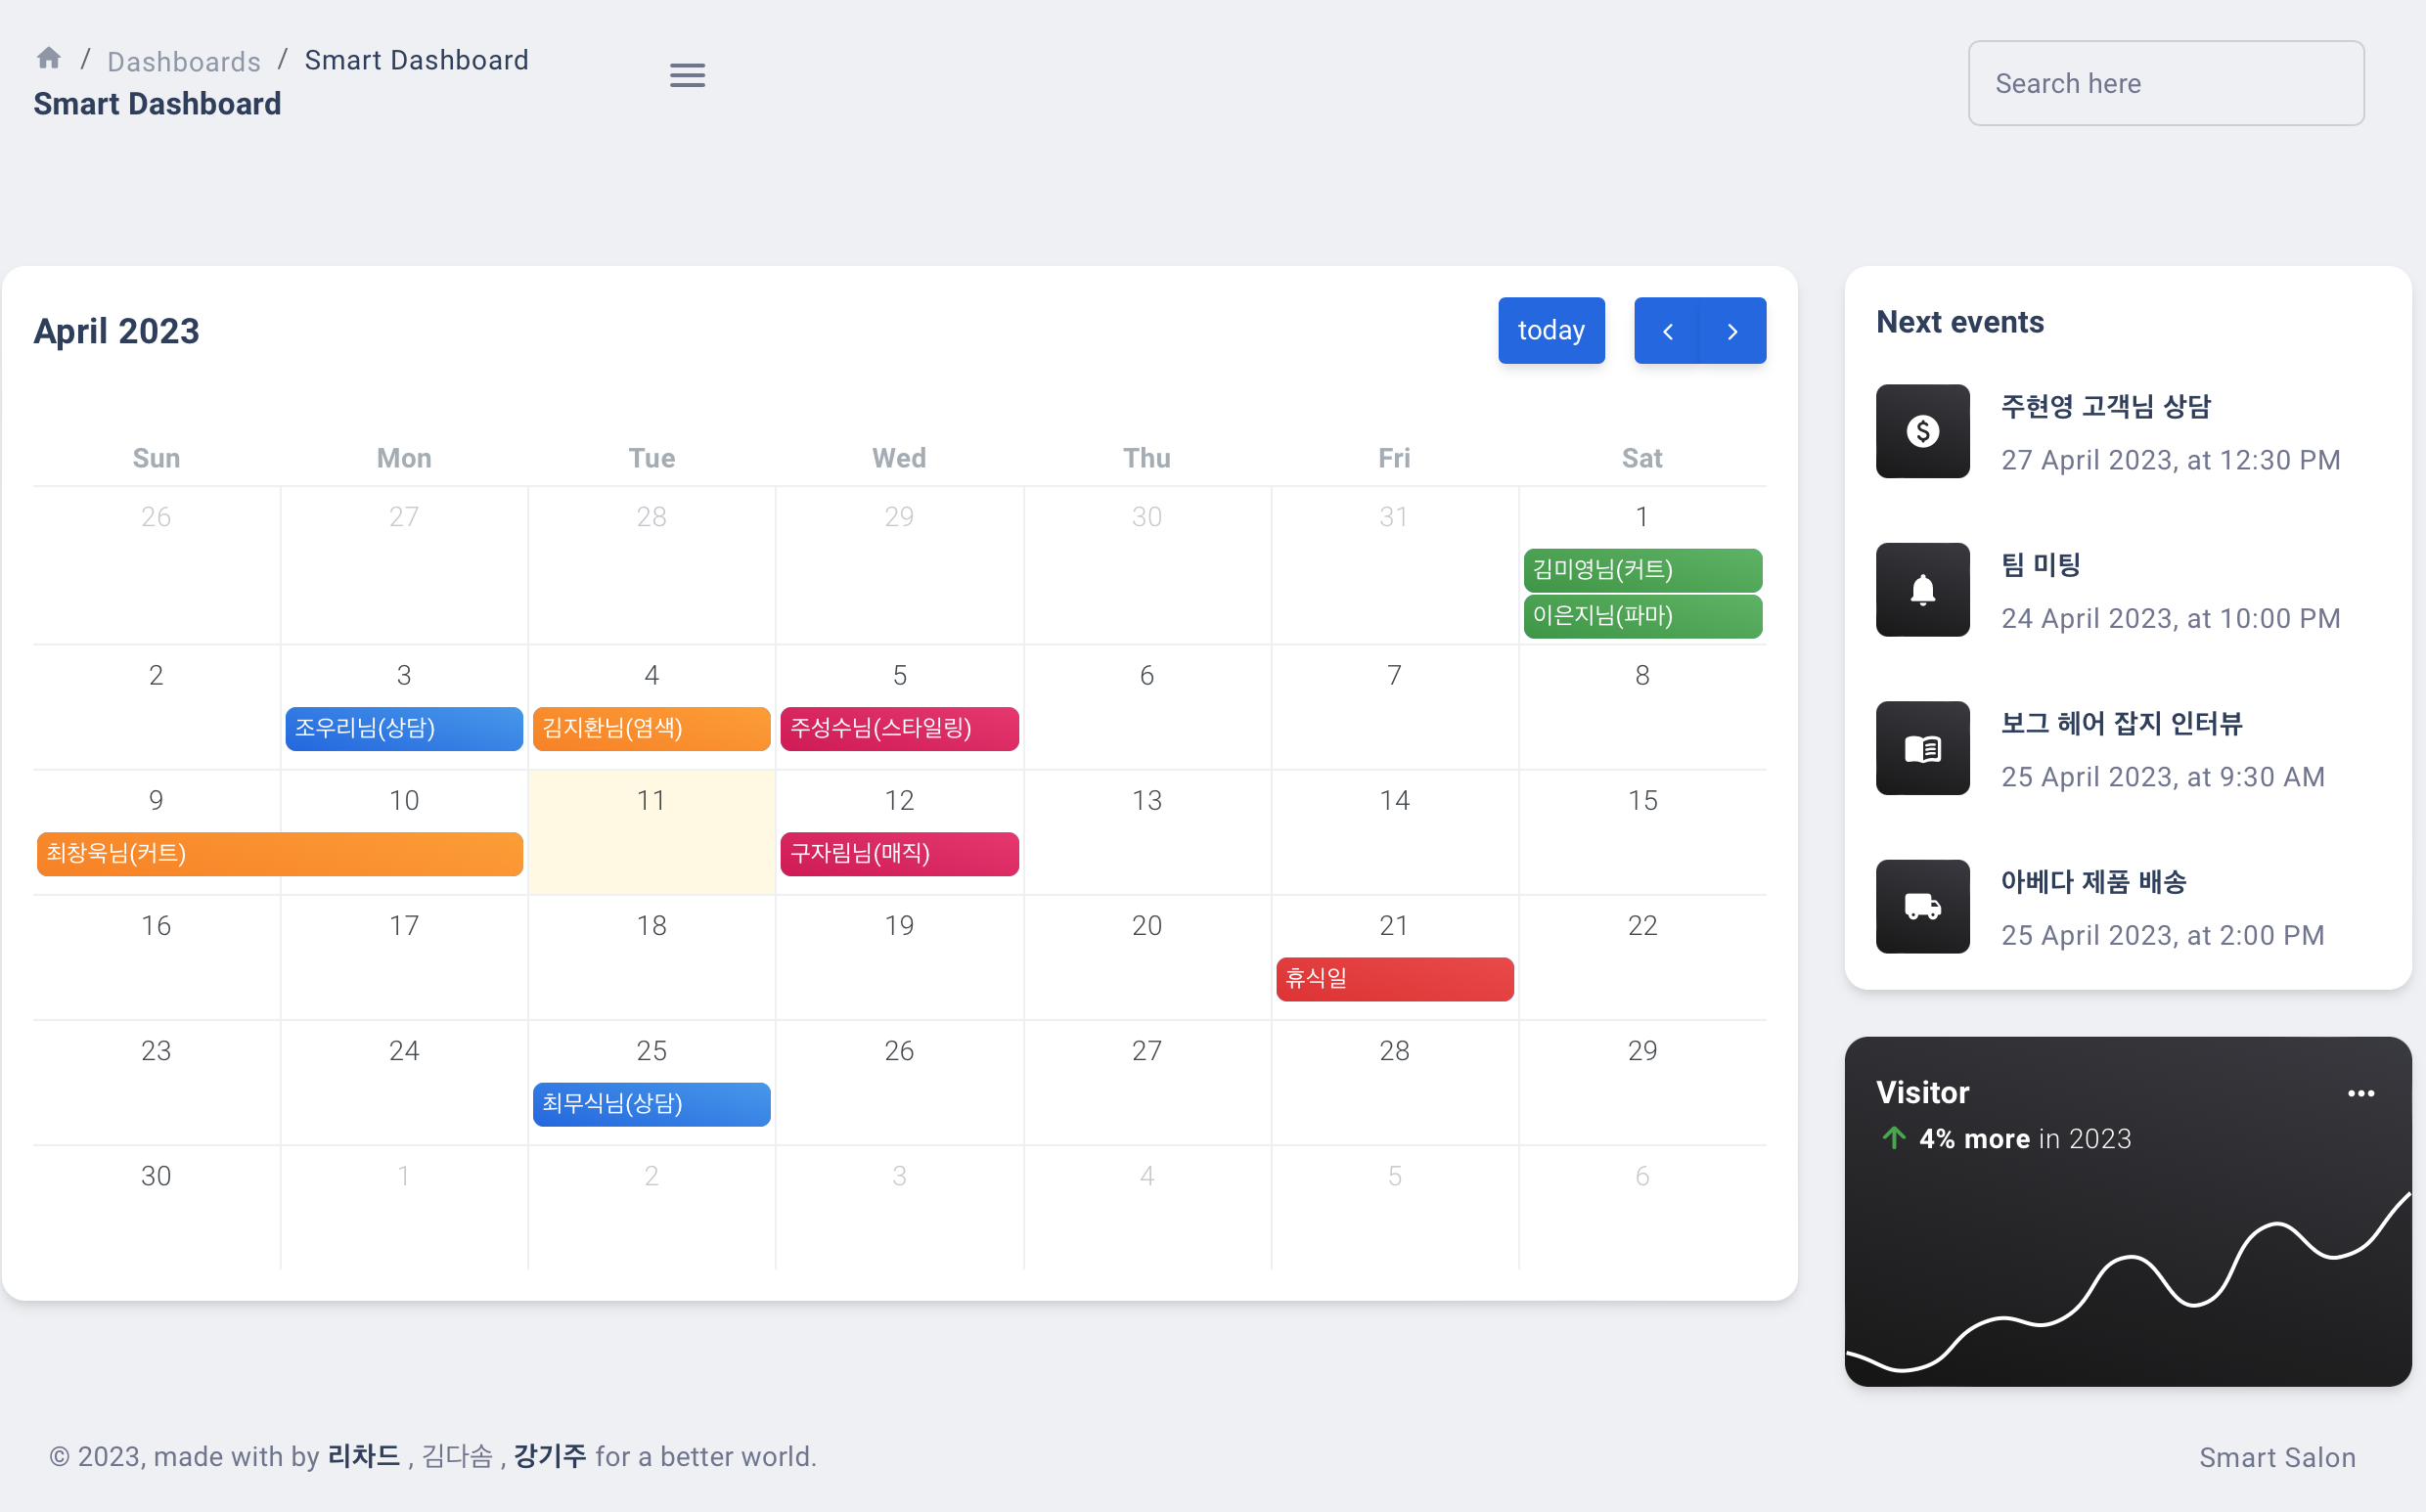 / Dashboards / Smart Dashboard
Smart Dashboard
Search here
April 2023
today
Sun Mon Tue Wed Thu Fri Sat
26 27 28 29 30 31 1
김미영님(커트)
이은지님(파마)
2 3 4 5 6 7 8
조우리님(상담) 김지환님(염색) 주성수님(스타일링)
9 10 11 12 13 14 15
최창욱님(커트) 구자림님(매직)
16 17 18 19 20 21 22
휴식일
23 24 25 26 27 28 29
최무식님(상담)
30 1 2 3 4 5 6
Next events
주현영 고객님 상담
27 April 2023, at 12:30 PM
팀 미팅
24 April 2023, at 10:00 PM
보그 헤어 잡지 인터뷰
25 April 2023, at 9:30 AM
아베다 제품 배송
25 April 2023, at 2:00 PM
Visitor
4% more in 2023
© 2023, made with by 리차드 , 김다솜 , 강기주 for a better world.
Smart Salon